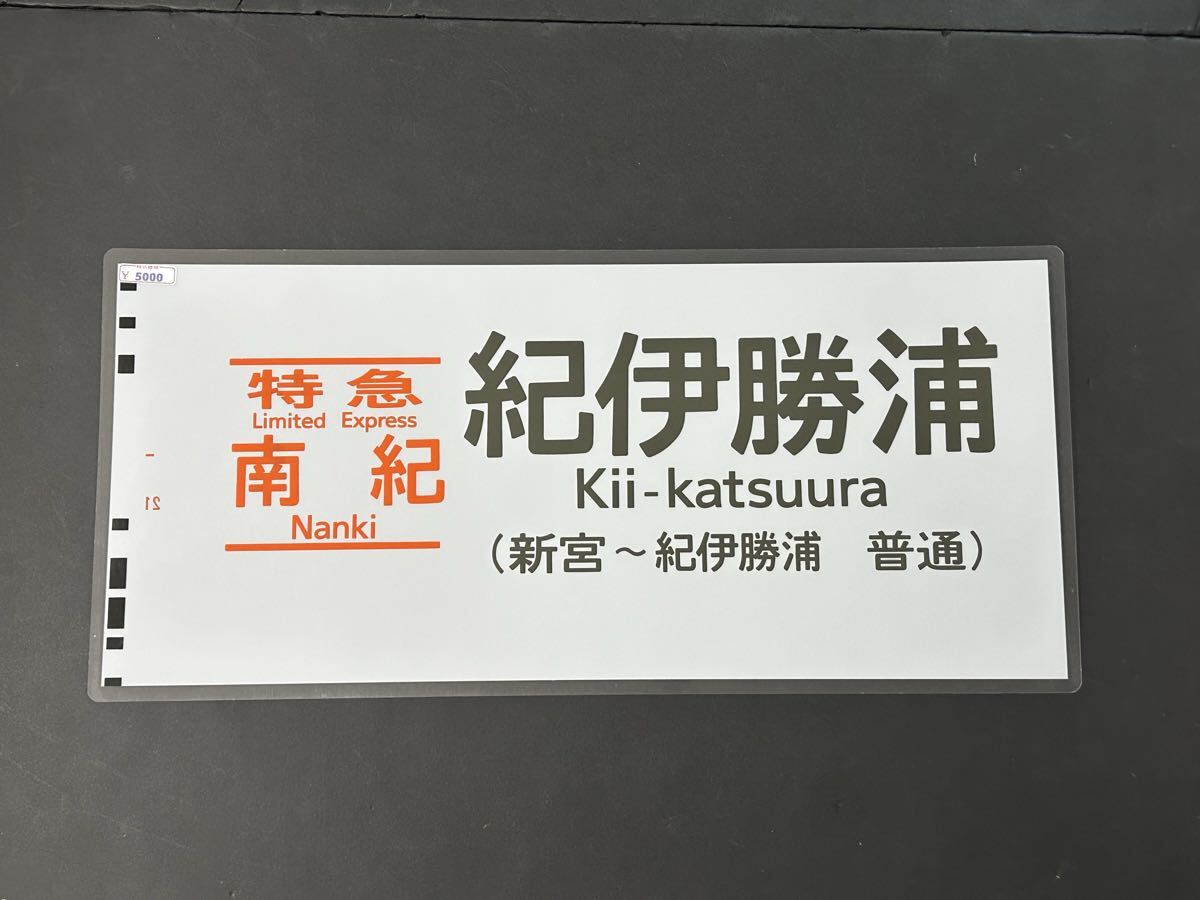 ¥ 5000
特急
Limited Express
南紀
Nanki
紀伊勝浦
Kii-katsuura
（新宮～紀伊勝浦　普通）
21